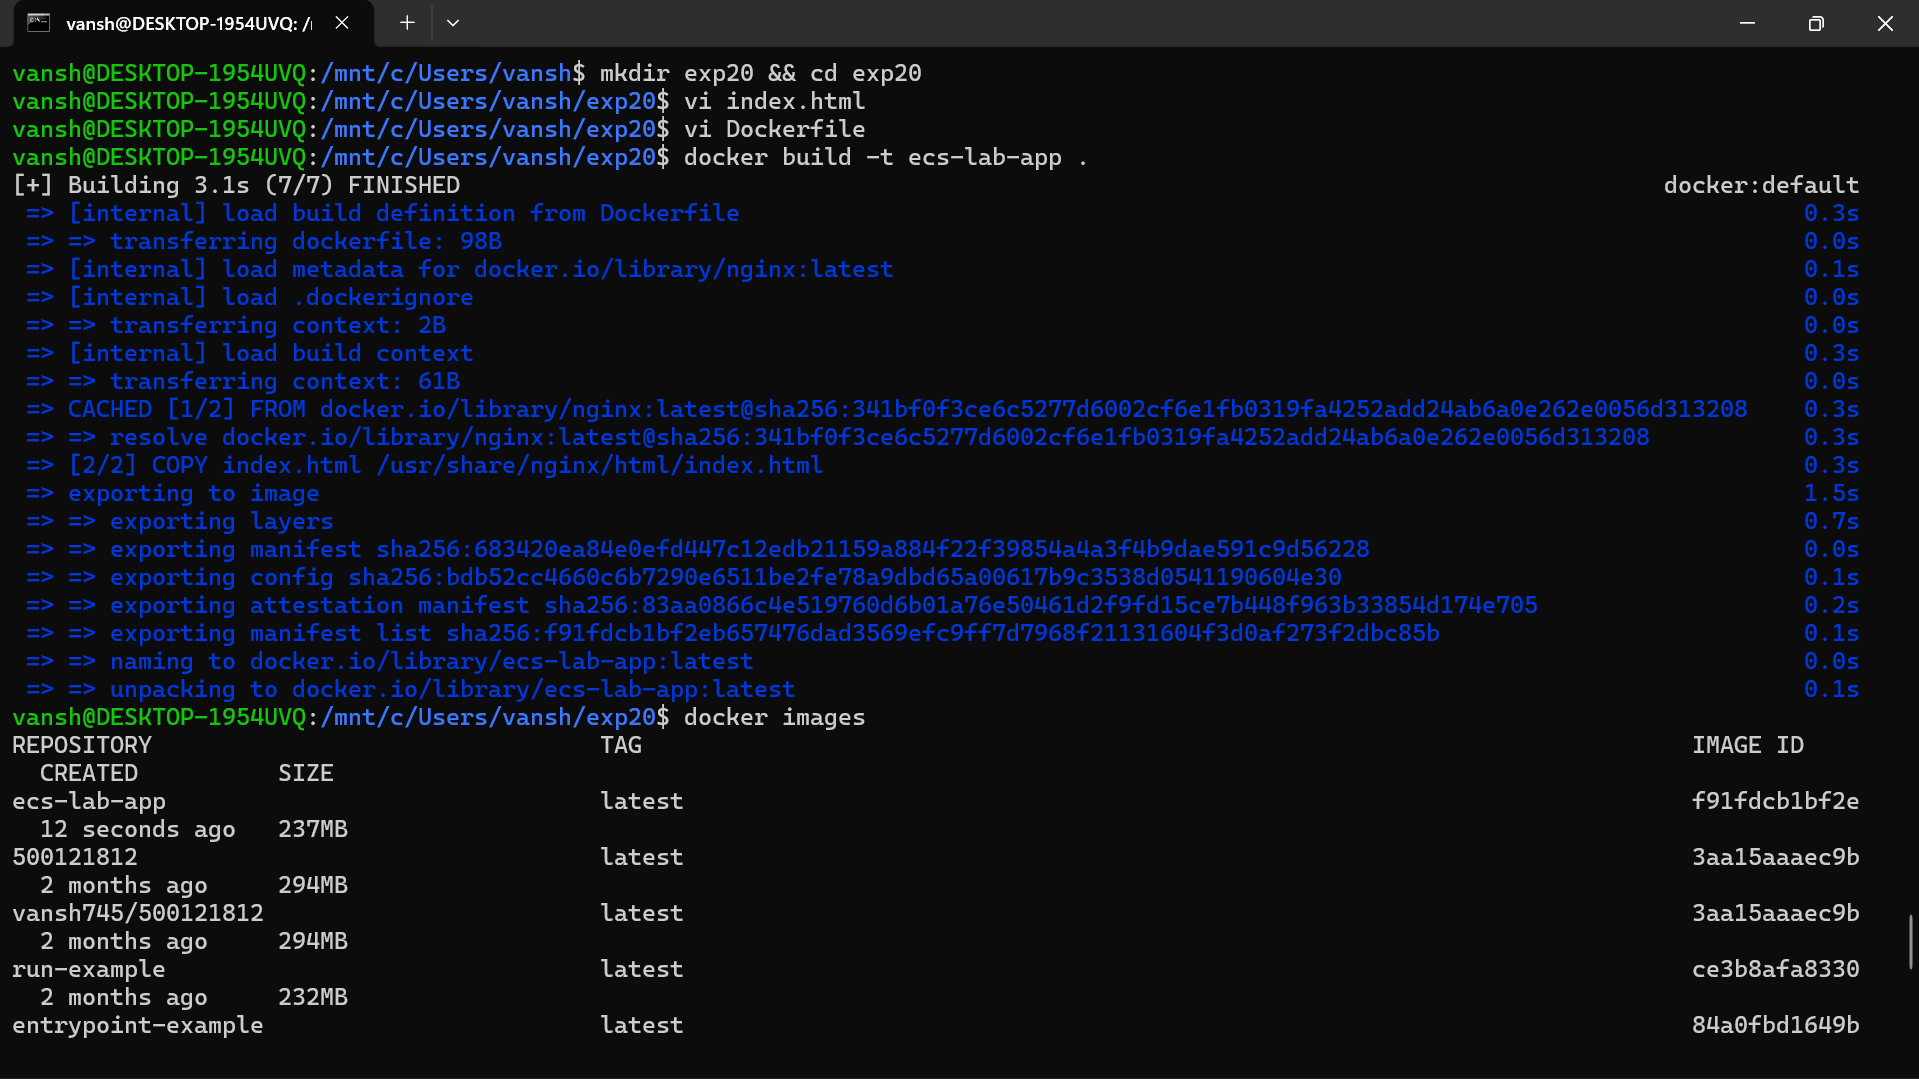 vansh@DESKTOP-1954UVQ: /
vansh@DESKTOP-1954UVQ:/mnt/c/Users/vansh$ mkdir exp20 && cd exp20
vansh@DESKTOP-1954UVQ:/mnt/c/Users/vansh/exp20$ vi index.html
vansh@DESKTOP-1954UVQ:/mnt/c/Users/vansh/exp20$ vi Dockerfile
vansh@DESKTOP-1954UVQ:/mnt/c/Users/vansh/exp20$ docker build -t ecs-lab-app .
[+] Building 3.1s (7/7) FINISHED docker:default
=> [internal] load build definition from Dockerfile 0.3s
=> => transferring dockerfile: 98B 0.0s
=> [internal] load metadata for docker.io/library/nginx:latest 0.1s
=> [internal] load .dockerignore 0.0s
=> => transferring context: 2B 0.0s
=> [internal] load build context 0.3s
=> => transferring context: 61B 0.0s
=> CACHED [1/2] FROM docker.io/library/nginx:latest@sha256:341bf0f3ce6c5277d6002cf6e1fb0319fa4252add24ab6a0e262e0056d313208 0.3s
=> => resolve docker.io/library/nginx:latest@sha256:341bf0f3ce6c5277d6002cf6e1fb0319fa4252add24ab6a0e262e0056d313208 0.3s
=> [2/2] COPY index.html /usr/share/nginx/html/index.html 0.3s
=> exporting to image 1.5s
=> => exporting layers 0.7s
=> => exporting manifest sha256:683420ea84e0efd447c12edb21159a884f22f39854a4a3f4b9dae591c9d56228 0.0s
=> => exporting config sha256:bdb52cc4660c6b7290e6511be2fe78a9dbd65a00617b9c3538d0541190604e30 0.1s
=> => exporting attestation manifest sha256:83aa0866c4e519760d6b01a76e50461d2f9fd15ce7b448f963b33854d174e705 0.2s
=> => exporting manifest list sha256:f91fdcb1bf2eb657476dad3569efc9ff7d7968f21131604f3d0af273f2dbc85b 0.1s
=> => naming to docker.io/library/ecs-lab-app:latest 0.0s
=> => unpacking to docker.io/library/ecs-lab-app:latest 0.1s
vansh@DESKTOP-1954UVQ:/mnt/c/Users/vansh/exp20$ docker images
REPOSITORY TAG IMAGE ID
CREATED SIZE
ecs-lab-app latest f91fdcb1bf2e
12 seconds ago 237MB
500121812 latest 3aa15aaaec9b
2 months ago 294MB
vansh745/500121812 latest 3aa15aaaec9b
2 months ago 294MB
run-example latest ce3b8afa8330
2 months ago 232MB
entrypoint-example latest 84a0fbd1649b